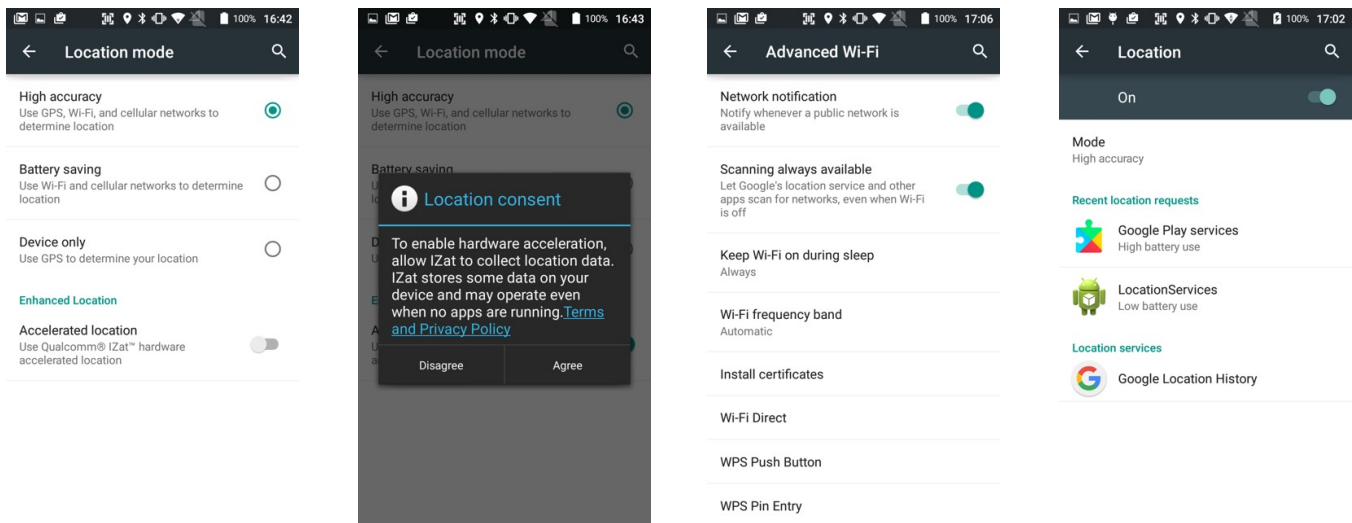 100% 16:42
Location mode
High accuracy
Use GPS, Wi-Fi, and cellular networks to
determine location
Battery saving
Use Wi-Fi and cellular networks to determine
location
Device only
Use GPS to determine your location
Enhanced Location
Accelerated location
Use Qualcomm® IZat™ hardware
accelerated location
100% 16:43
Location mode
High accuracy
Use GPS, Wi-Fi, and cellular networks to
determine location
Battery saving
Location consent
To enable hardware acceleration,
allow IZat to collect location data.
IZat stores some data on your
device and may operate even
when no apps are running.Terms
and Privacy Policy
Disagree Agree
100% 17:06
Advanced Wi-Fi
Network notification
Notify whenever a public network is
available
Scanning always available
Let Google's location service and other
apps scan for networks, even when Wi-Fi
is off
Keep Wi-Fi on during sleep
Always
Wi-Fi frequency band
Automatic
Install certificates
Wi-Fi Direct
WPS Push Button
WPS Pin Entry
100% 17:02
Location
On
Mode
High accuracy
Recent location requests
Google Play services
High battery use
LocationServices
Low battery use
Location services
Google Location History